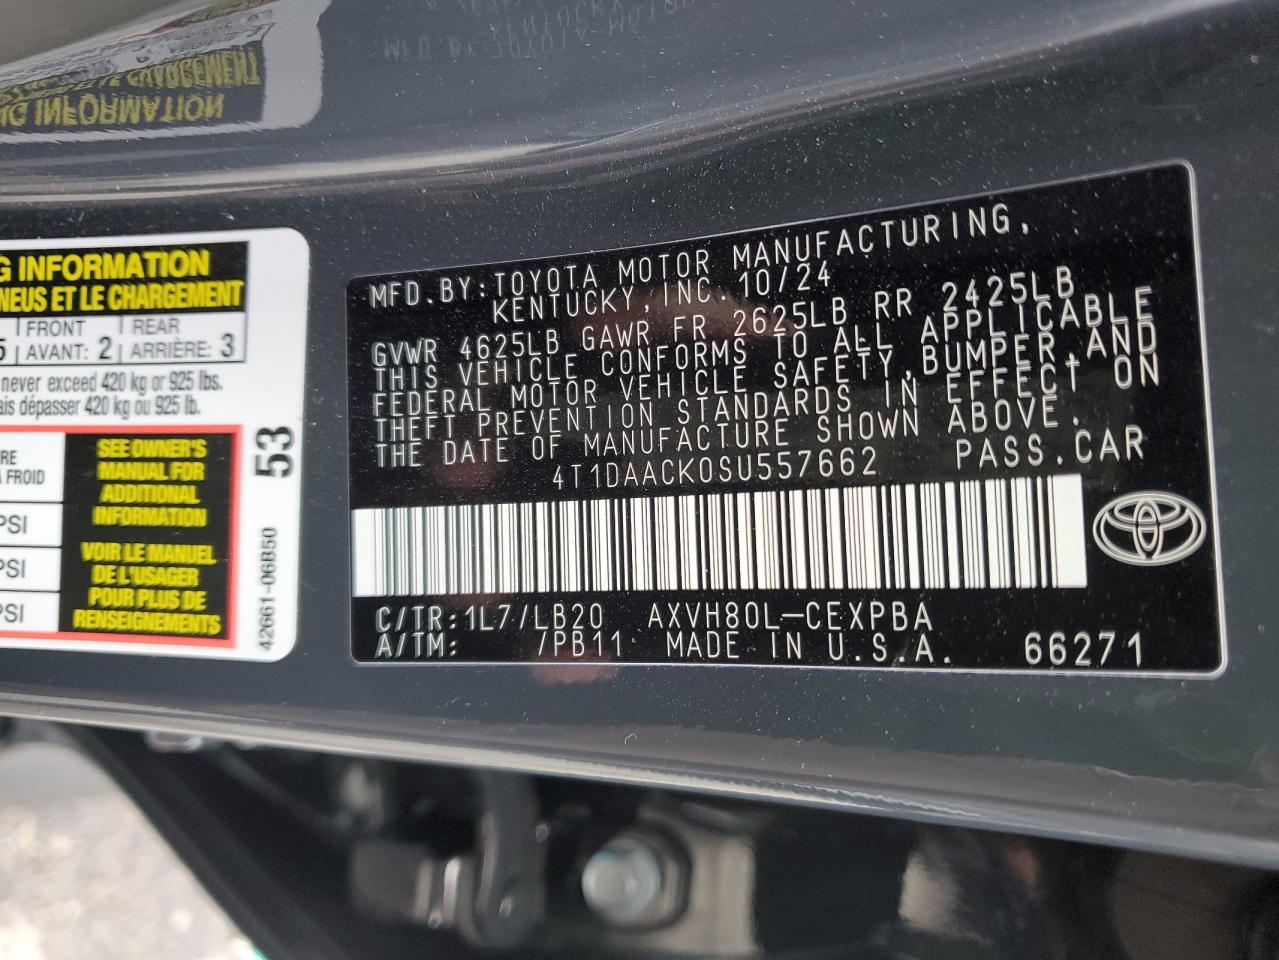 G INFORMATION
NEUS ET LE CHARGEMENT
5 FRONT AVANT: 2 REAR ARRIÈRE: 3
never exceed 420 kg or 925 lbs.
ais dépasser 420 kg ou 925 lb.
RE
A FROID
PSI
PSI
PSI
SEE OWNER'S
MANUAL FOR
ADDITIONAL
INFORMATION
VOIR LE MANUEL
DE L'USAGER
POUR PLUS DE
RENSEIGNEMENTS
53
42661-06B50
MFD.BY:TOYOTA MOTOR MANUFACTURING,
KENTUCKY,INC.10/24
GVWR 4625LB GAWR FR 2625LB RR 2425LB
THIS VEHICLE CONFORMS TO ALL APPLICABLE
FEDERAL MOTOR VEHICLE SAFETY,BUMPER,AND
THEFT PREVENTION STANDARDS IN EFFECT ON
THE DATE OF MANUFACTURE SHOWN ABOVE.
4T1DAACK0SU557662 PASS.CAR
C/TR:1L7/LB20 AXVH80L-CEXPBA
A/TM: /PB11 MADE IN U.S.A. 66271